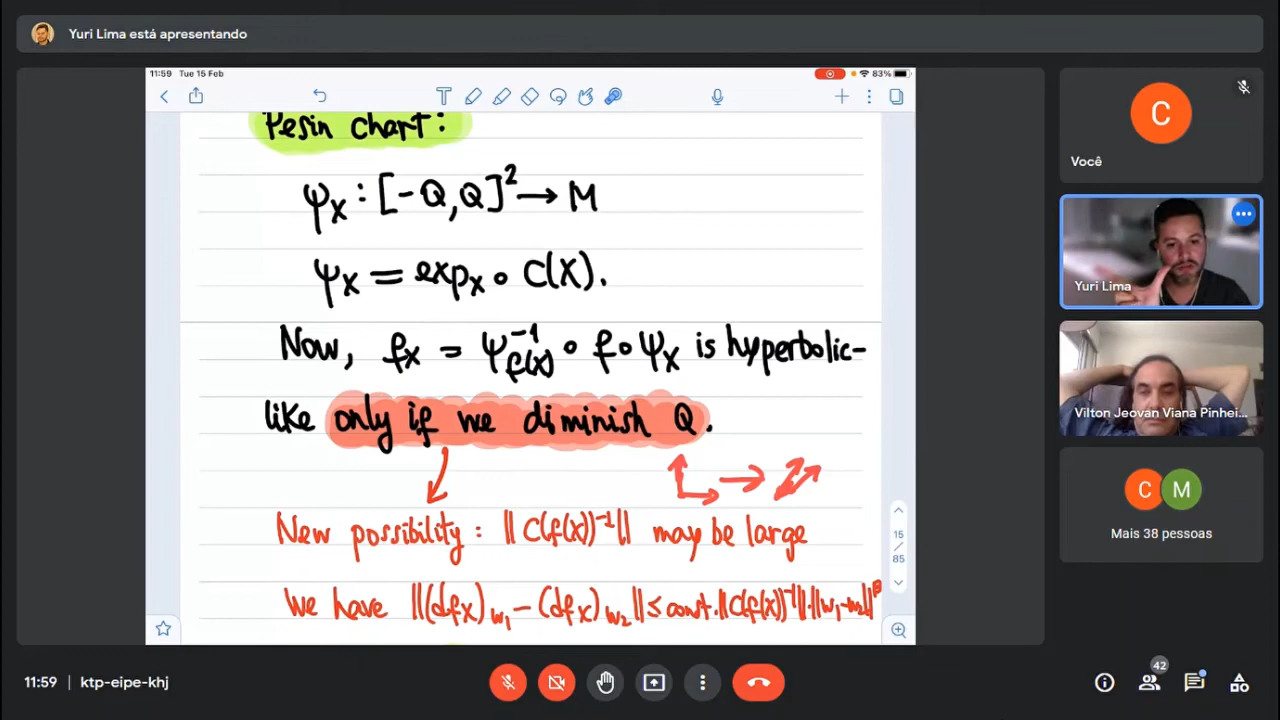 Yuri Lima está apresentando
11:59 Tue 15 Feb
83%
Pesin chart:
ψx : [-Q,Q]² → M
ψx = expx ∘ C(x).
Now, fx = ψf(x)⁻¹ ∘ f ∘ ψx is hyperbolic-
like only if we diminish Q.
New possibility: ||C(f(x))⁻¹|| may be large
We have ||(dfx)w₁ - (dfx)w₂|| ≤ const.||C(f(x))⁻¹||.||w₁-w₂||^β
15
/
85
C
Você
Yuri Lima
Vilton Jeovan Viana Pinhei...
C M
Mais 38 pessoas
11:59 | ktp-eipe-khj
42